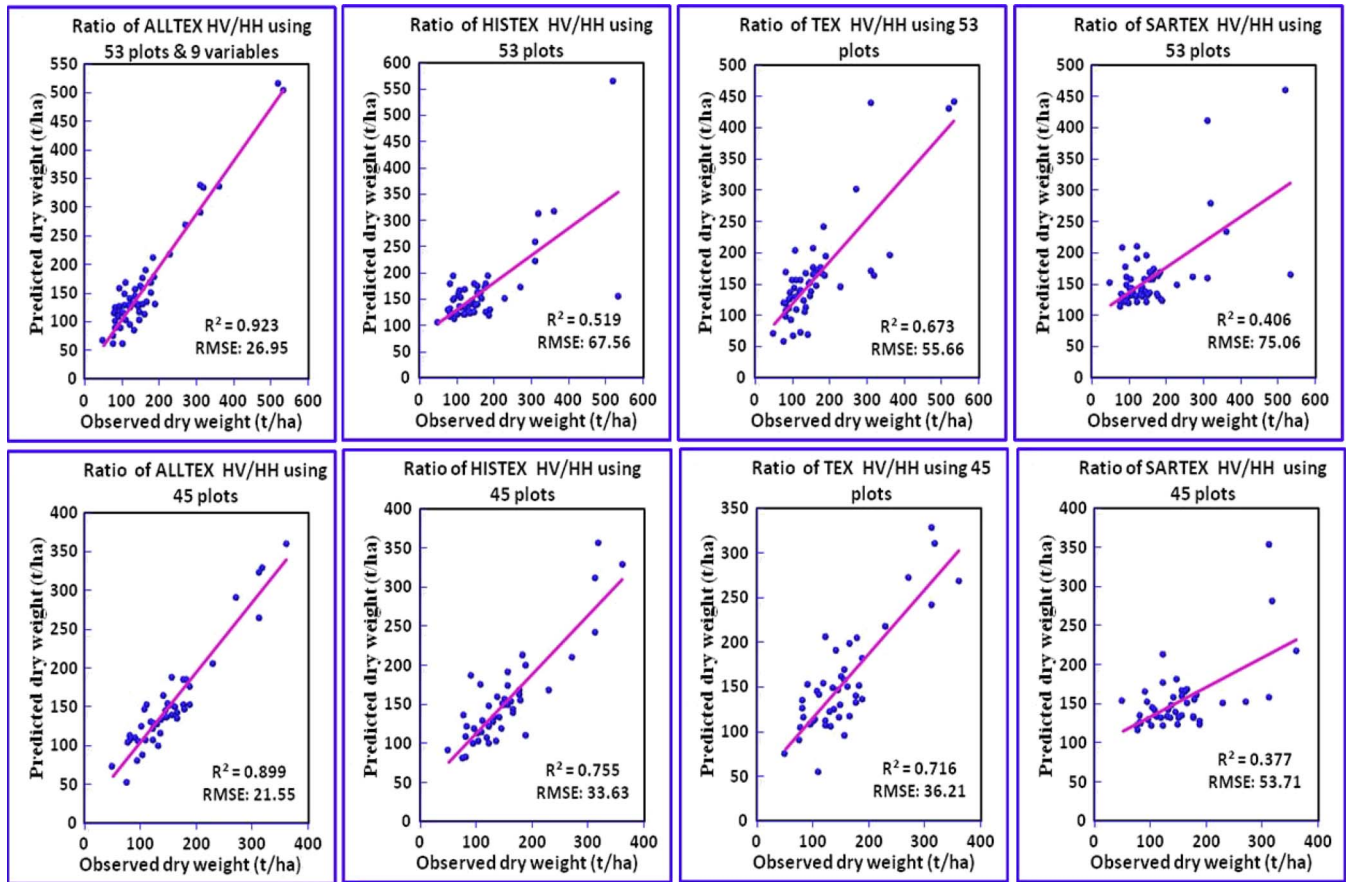 Ratio of ALLTEX HV/HH using
53 plots & 9 variables
550
500
450
400
350
300
250
200
150
100
50
0
Predicted dry weight (t/ha)
R² = 0.923
RMSE: 26.95
0 100 200 300 400 500 600
Observed dry weight (t/ha)
Ratio of HISTEX HV/HH using
53 plots
600
550
500
450
400
350
300
250
200
150
100
50
0
Predicted dry weight (t/ha)
R² = 0.519
RMSE: 67.56
0 100 200 300 400 500 600
Observed dry weight (t/ha)
Ratio of TEX HV/HH using 53
plots
500
450
400
350
300
250
200
150
100
50
0
Predicted dry weight (t/ha)
R² = 0.673
RMSE: 55.66
0 100 200 300 400 500 600
Observed dry weight (t/ha)
Ratio of SARTEX HV/HH using
53 plots
500
450
400
350
300
250
200
150
100
50
0
Predicted dry weight (t/ha)
R² = 0.406
RMSE: 75.06
0 100 200 300 400 500 600
Observed dry weight (t/ha)
Ratio of ALLTEX HV/HH using
45 plots
400
350
300
250
200
150
100
50
0
Predicted dry weight (t/ha)
R² = 0.899
RMSE: 21.55
0 100 200 300 400
Observed dry weight (t/ha)
Ratio of HISTEX HV/HH using
45 plots
400
350
300
250
200
150
100
50
0
Predicted dry weight (t/ha)
R² = 0.755
RMSE: 33.63
0 100 200 300 400
Observed dry weight (t/ha)
Ratio of TEX HV/HH using 45
plots
350
300
250
200
150
100
50
0
Predicted dry weight (t/ha)
R² = 0.716
RMSE: 36.21
0 100 200 300 400
Observed dry weight (t/ha)
Ratio of SARTEX HV/HH using
45 plots
400
350
300
250
200
150
100
50
0
Predicted dry weight (t/ha)
R² = 0.377
RMSE: 53.71
0 100 200 300 400
Observed dry weight (t/ha)